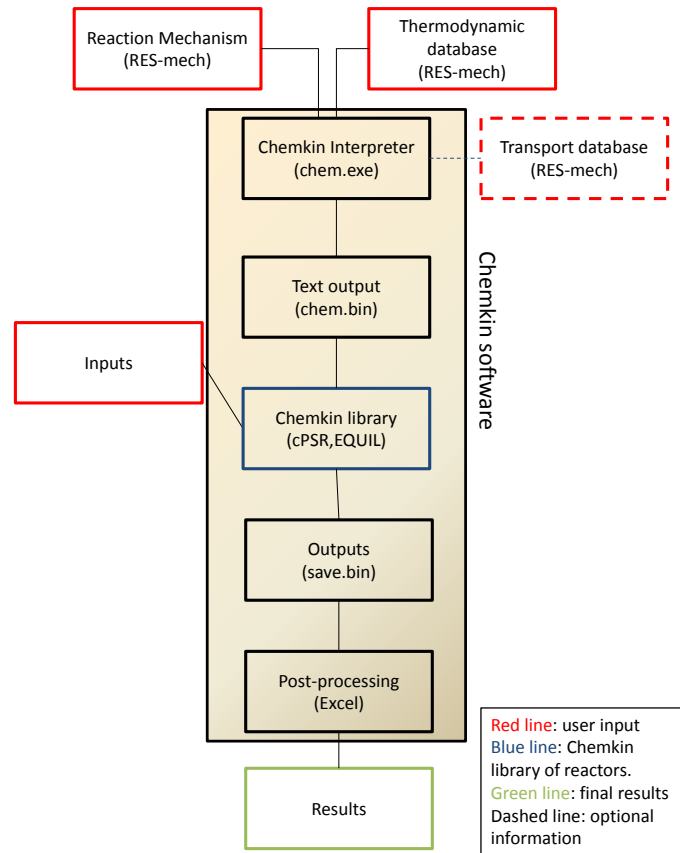 Reaction Mechanism
(RES-mech)
Thermodynamic
database
(RES-mech)
Chemkin Interpreter
(chem.exe)
Transport database
(RES-mech)
Text output
(chem.bin)
Chemkin software
Inputs
Chemkin library
(cPSR,EQUIL)
Outputs
(save.bin)
Post-processing
(Excel)
Results
Red line: user input
Blue line: Chemkin
library of reactors.
Green line: final results
Dashed line: optional
information